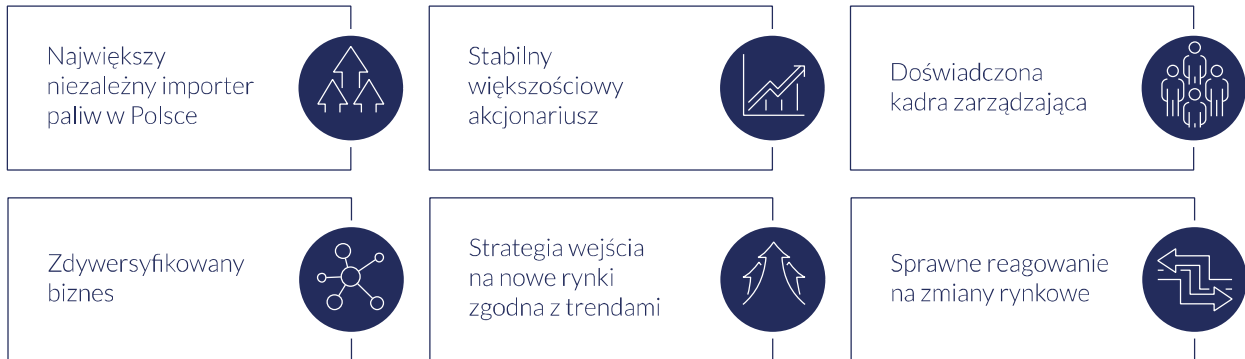 Największy
niezależny importer
paliw w Polsce
Stabilny
większościowy
akcjonariusz
Doświadczona
kadra zarządzająca
Zdywersyfikowany
biznes
Strategia wejścia
na nowe rynki
zgodna z trendami
Sprawne reagowanie
na zmiany rynkowe